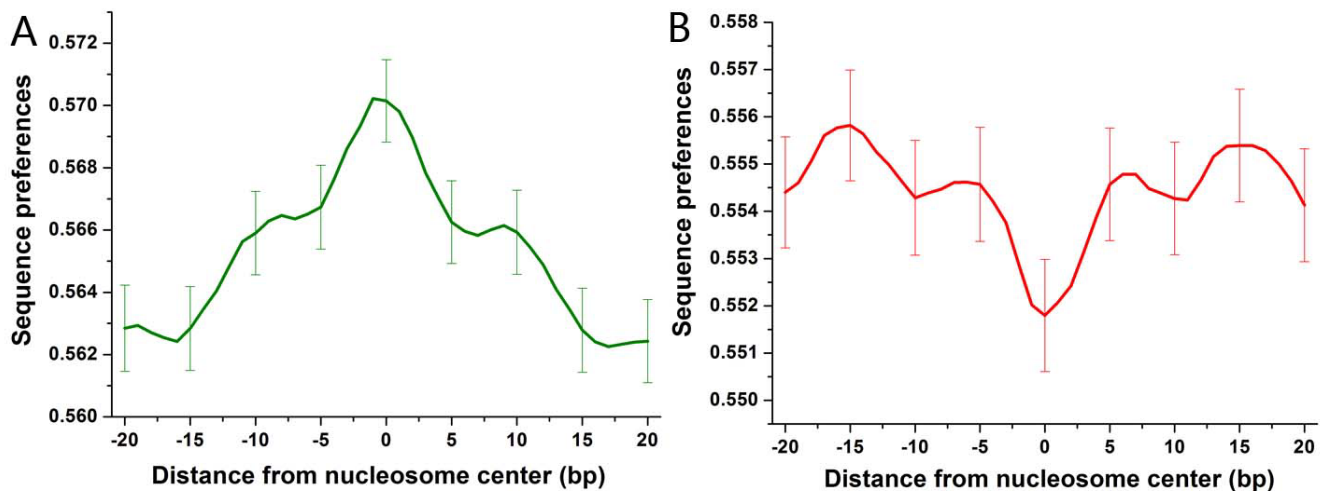 A
0.572
0.570
0.568
0.566
0.564
0.562
0.560
Sequence preferences
-20 -15 -10 -5 0 5 10 15 20
Distance from nucleosome center (bp)
B
0.558
0.557
0.556
0.555
0.554
0.553
0.552
0.551
0.550
Sequence preferences
-20 -15 -10 -5 0 5 10 15 20
Distance from nucleosome center (bp)